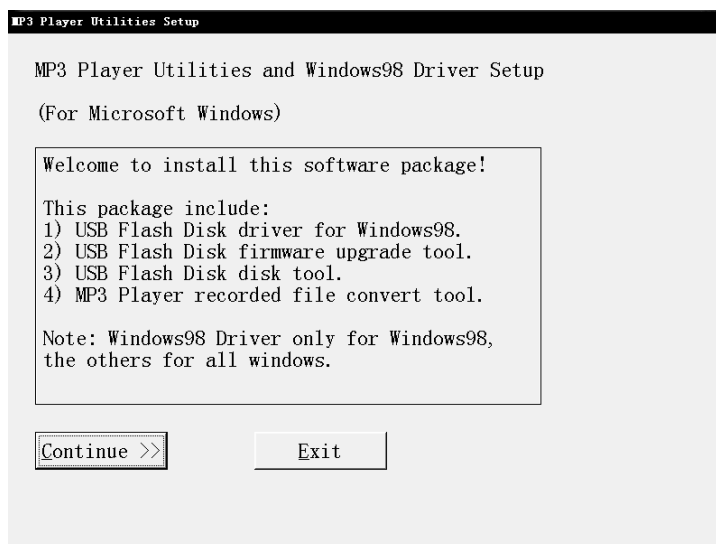 MP3 Player Utilities Setup
MP3 Player Utilities and Windows98 Driver Setup
(For Microsoft Windows)
Welcome to install this software package!
This package include:
1) USB Flash Disk driver for Windows98.
2) USB Flash Disk firmware upgrade tool.
3) USB Flash Disk disk tool.
4) MP3 Player recorded file convert tool.
Note: Windows98 Driver only for Windows98,
the others for all windows.
Continue >> Exit